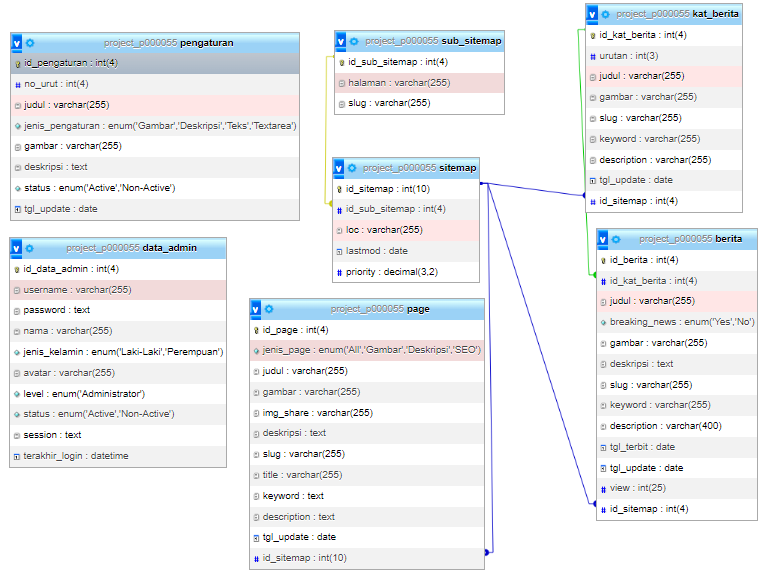 project_p000055 pengaturan
id_pengaturan : int(4)
no_urut : int(4)
judul : varchar(255)
jenis_pengaturan : enum('Gambar','Deskripsi','Teks','Textarea')
gambar : varchar(255)
deskripsi : text
status : enum('Active','Non-Active')
tgl_update : date
project_p000055 data_admin
id_data_admin : int(4)
username : varchar(255)
password : text
nama : varchar(255)
jenis_kelamin : enum('Laki-Laki','Perempuan')
avatar : varchar(255)
level : enum('Administrator')
status : enum('Active','Non-Active')
session : text
terakhir_login : datetime
project_p000055 sub_sitemap
id_sub_sitemap : int(4)
halaman : varchar(255)
slug : varchar(255)
project_p000055 sitemap
id_sitemap : int(10)
id_sub_sitemap : int(4)
loc : varchar(255)
lastmod : date
priority : decimal(3,2)
project_p000055 page
id_page : int(4)
jenis_page : enum('All','Gambar','Deskripsi','SEO')
judul : varchar(255)
gambar : varchar(255)
img_share : varchar(255)
deskripsi : text
slug : varchar(255)
title : varchar(255)
keyword : text
description : text
tgl_update : date
id_sitemap : int(10)
project_p000055 kat_berita
id_kat_berita : int(4)
urutan : int(3)
judul : varchar(255)
gambar : varchar(255)
slug : varchar(255)
keyword : varchar(255)
description : varchar(255)
tgl_update : date
id_sitemap : int(4)
project_p000055 berita
id_berita : int(4)
id_kat_berita : int(4)
judul : varchar(255)
breaking_news : enum('Yes','No')
gambar : varchar(255)
deskripsi : text
slug : varchar(255)
keyword : varchar(255)
description : varchar(400)
tgl_terbit : date
tgl_update : date
view : int(25)
id_sitemap : int(4)